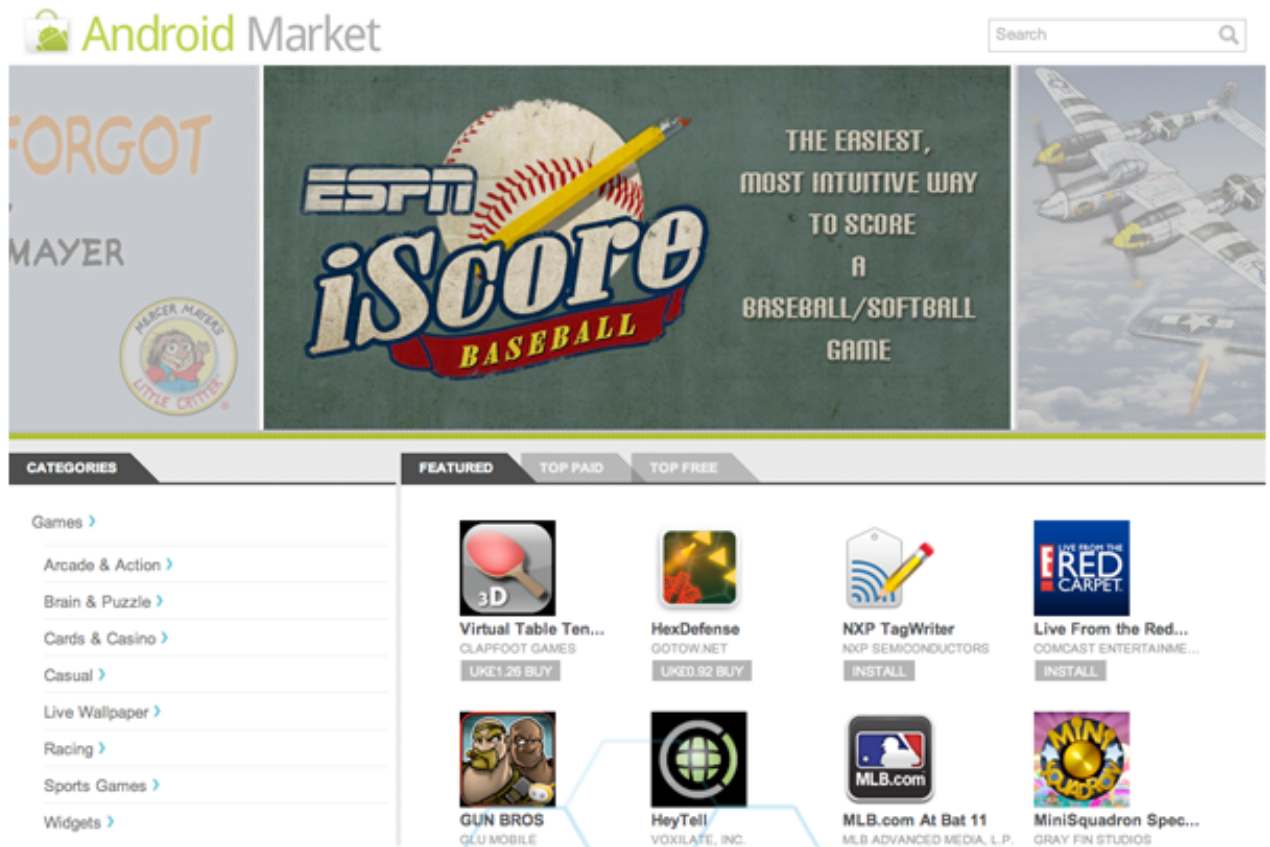 Android Market
Search
FORGOT
MAYER
MERCER MAYER'S
LITTLE CRITTER
ESPN
iScore
BASEBALL
THE EASIEST,
MOST INTUITIVE WAY
TO SCORE
A
BASEBALL/SOFTBALL
GAME
CATEGORIES
Games
Arcade & Action
Brain & Puzzle
Cards & Casino
Casual
Live Wallpaper
Racing
Sports Games
Widgets
FEATURED TOP PAID TOP FREE
3D
E! LIVE FROM THE
RED
CARPET
Virtual Table Ten... HexDefense NXP TagWriter Live From the Red...
CLAPFOOT GAMES GOTOW.NET NXP SEMICONDUCTORS COMCAST ENTERTAINME...
UK£1.26 BUY UK£0.92 BUY INSTALL INSTALL
MLB.com
MINI
SQUADRON
GUN BROS HeyTell MLB.com At Bat 11 MiniSquadron Spec...
GLU MOBILE VOXILATE, INC. MLB ADVANCED MEDIA, L.P. GRAY FIN STUDIOS